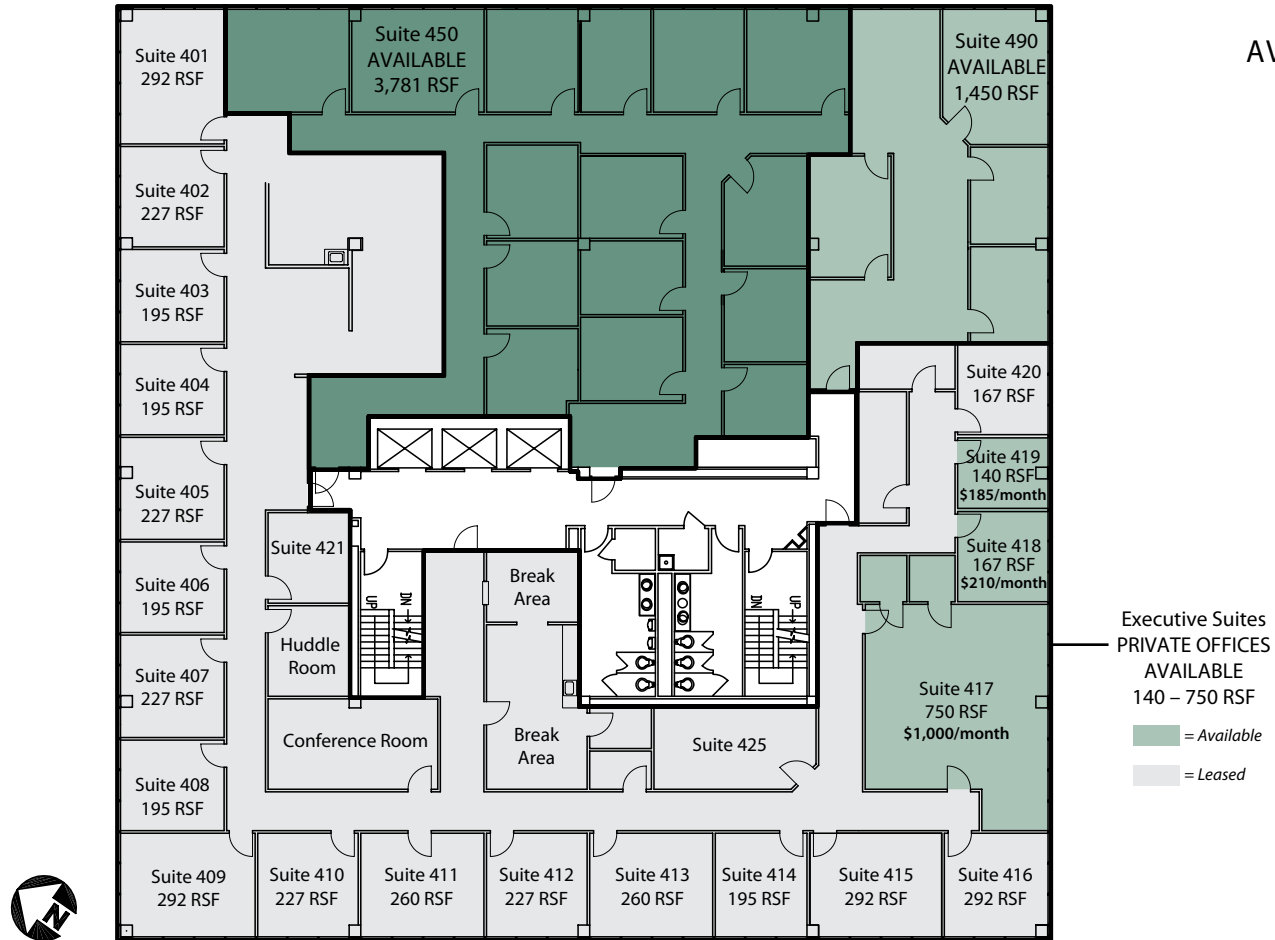 Suite 401
292 RSF
Suite 450
AVAILABLE
3,781 RSF
Suite 490
AVAILABLE
1,450 RSF
AV
Suite 402
227 RSF
Suite 403
195 RSF
Suite 404
195 RSF
Suite 420
167 RSF
Suite 405
227 RSF
Suite 419
140 RSF
$185/month
Suite 421
Suite 418
167 RSF
$210/month
Suite 406
195 RSF
Break
Area
UP
DN
DN
UP
Huddle
Room
Executive Suites
PRIVATE OFFICES
AVAILABLE
140 – 750 RSF
Suite 407
227 RSF
Suite 417
750 RSF
$1,000/month
= Available
= Leased
Conference Room
Break
Area
Suite 425
Suite 408
195 RSF
Suite 409
292 RSF
Suite 410
227 RSF
Suite 411
260 RSF
Suite 412
227 RSF
Suite 413
260 RSF
Suite 414
195 RSF
Suite 415
292 RSF
Suite 416
292 RSF
N